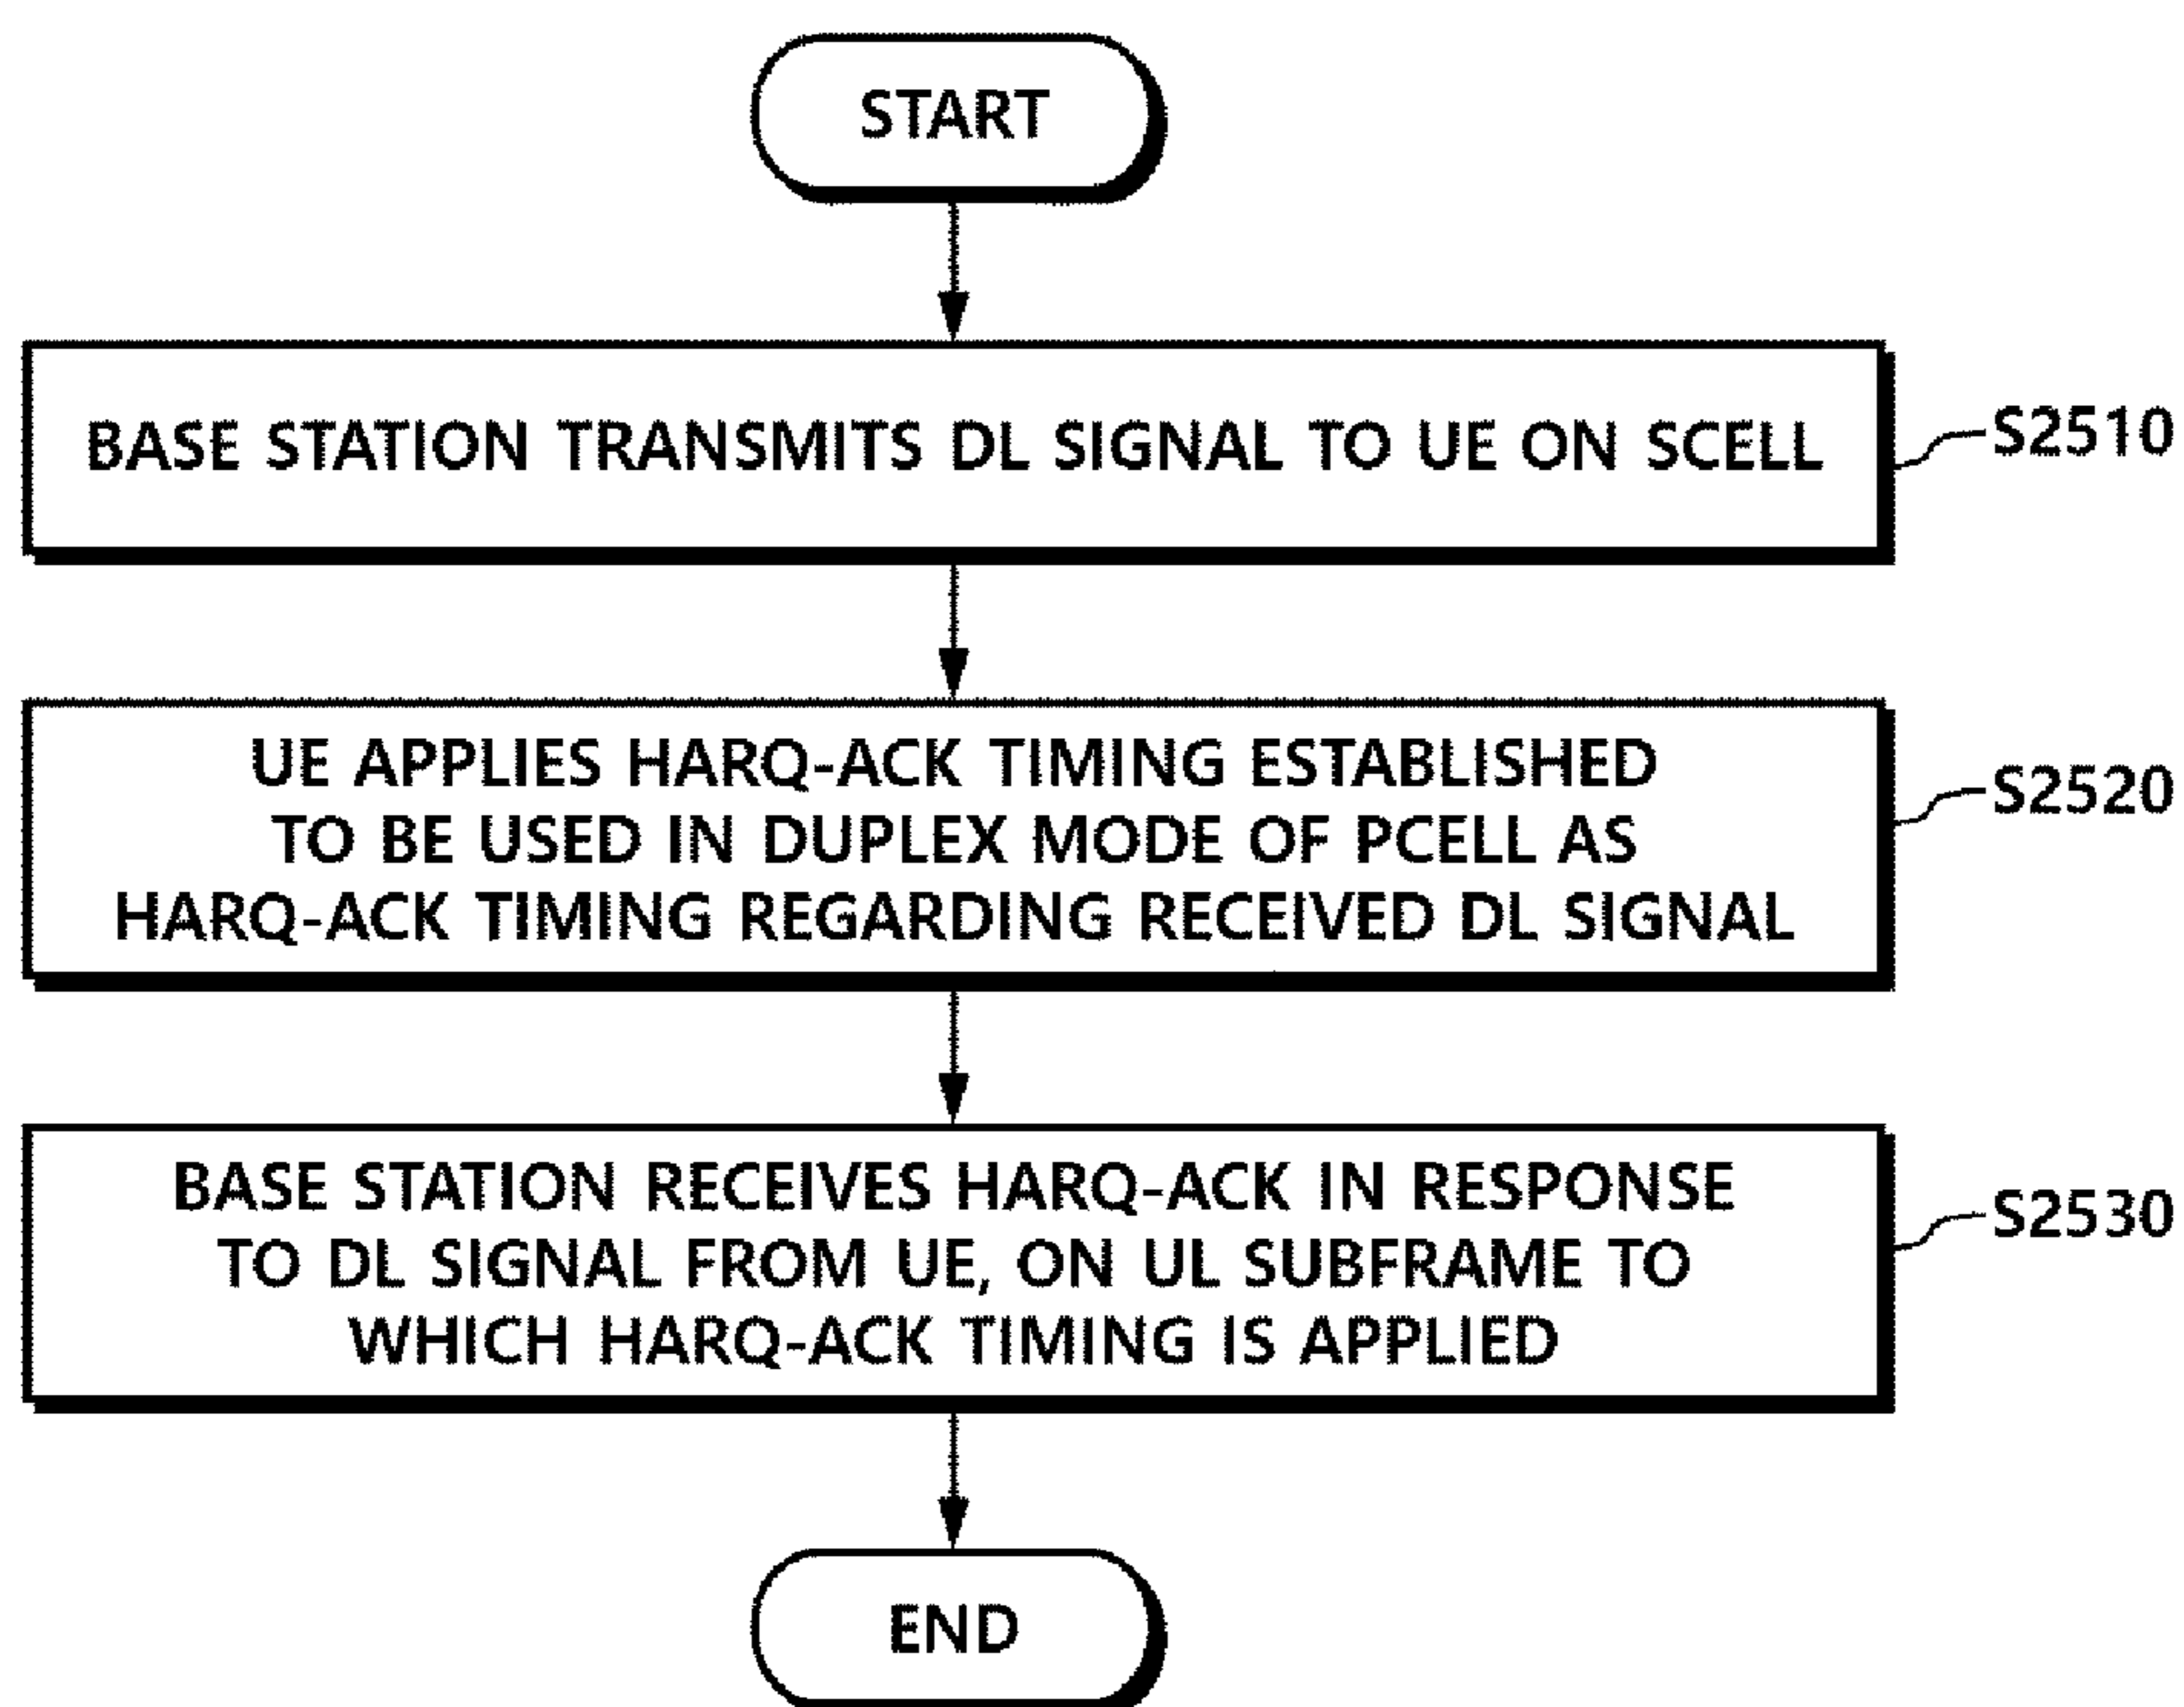 START
BASE STATION TRANSMITS DL SIGNAL TO UE ON SCELL
S2510
UE APPLIES HARQ-ACK TIMING ESTABLISHED
TO BE USED IN DUPLEX MODE OF PCELL AS
HARQ-ACK TIMING REGARDING RECEIVED DL SIGNAL
S2520
BASE STATION RECEIVES HARQ-ACK IN RESPONSE
TO DL SIGNAL FROM UE, ON UL SUBFRAME TO
WHICH HARQ-ACK TIMING IS APPLIED
S2530
END